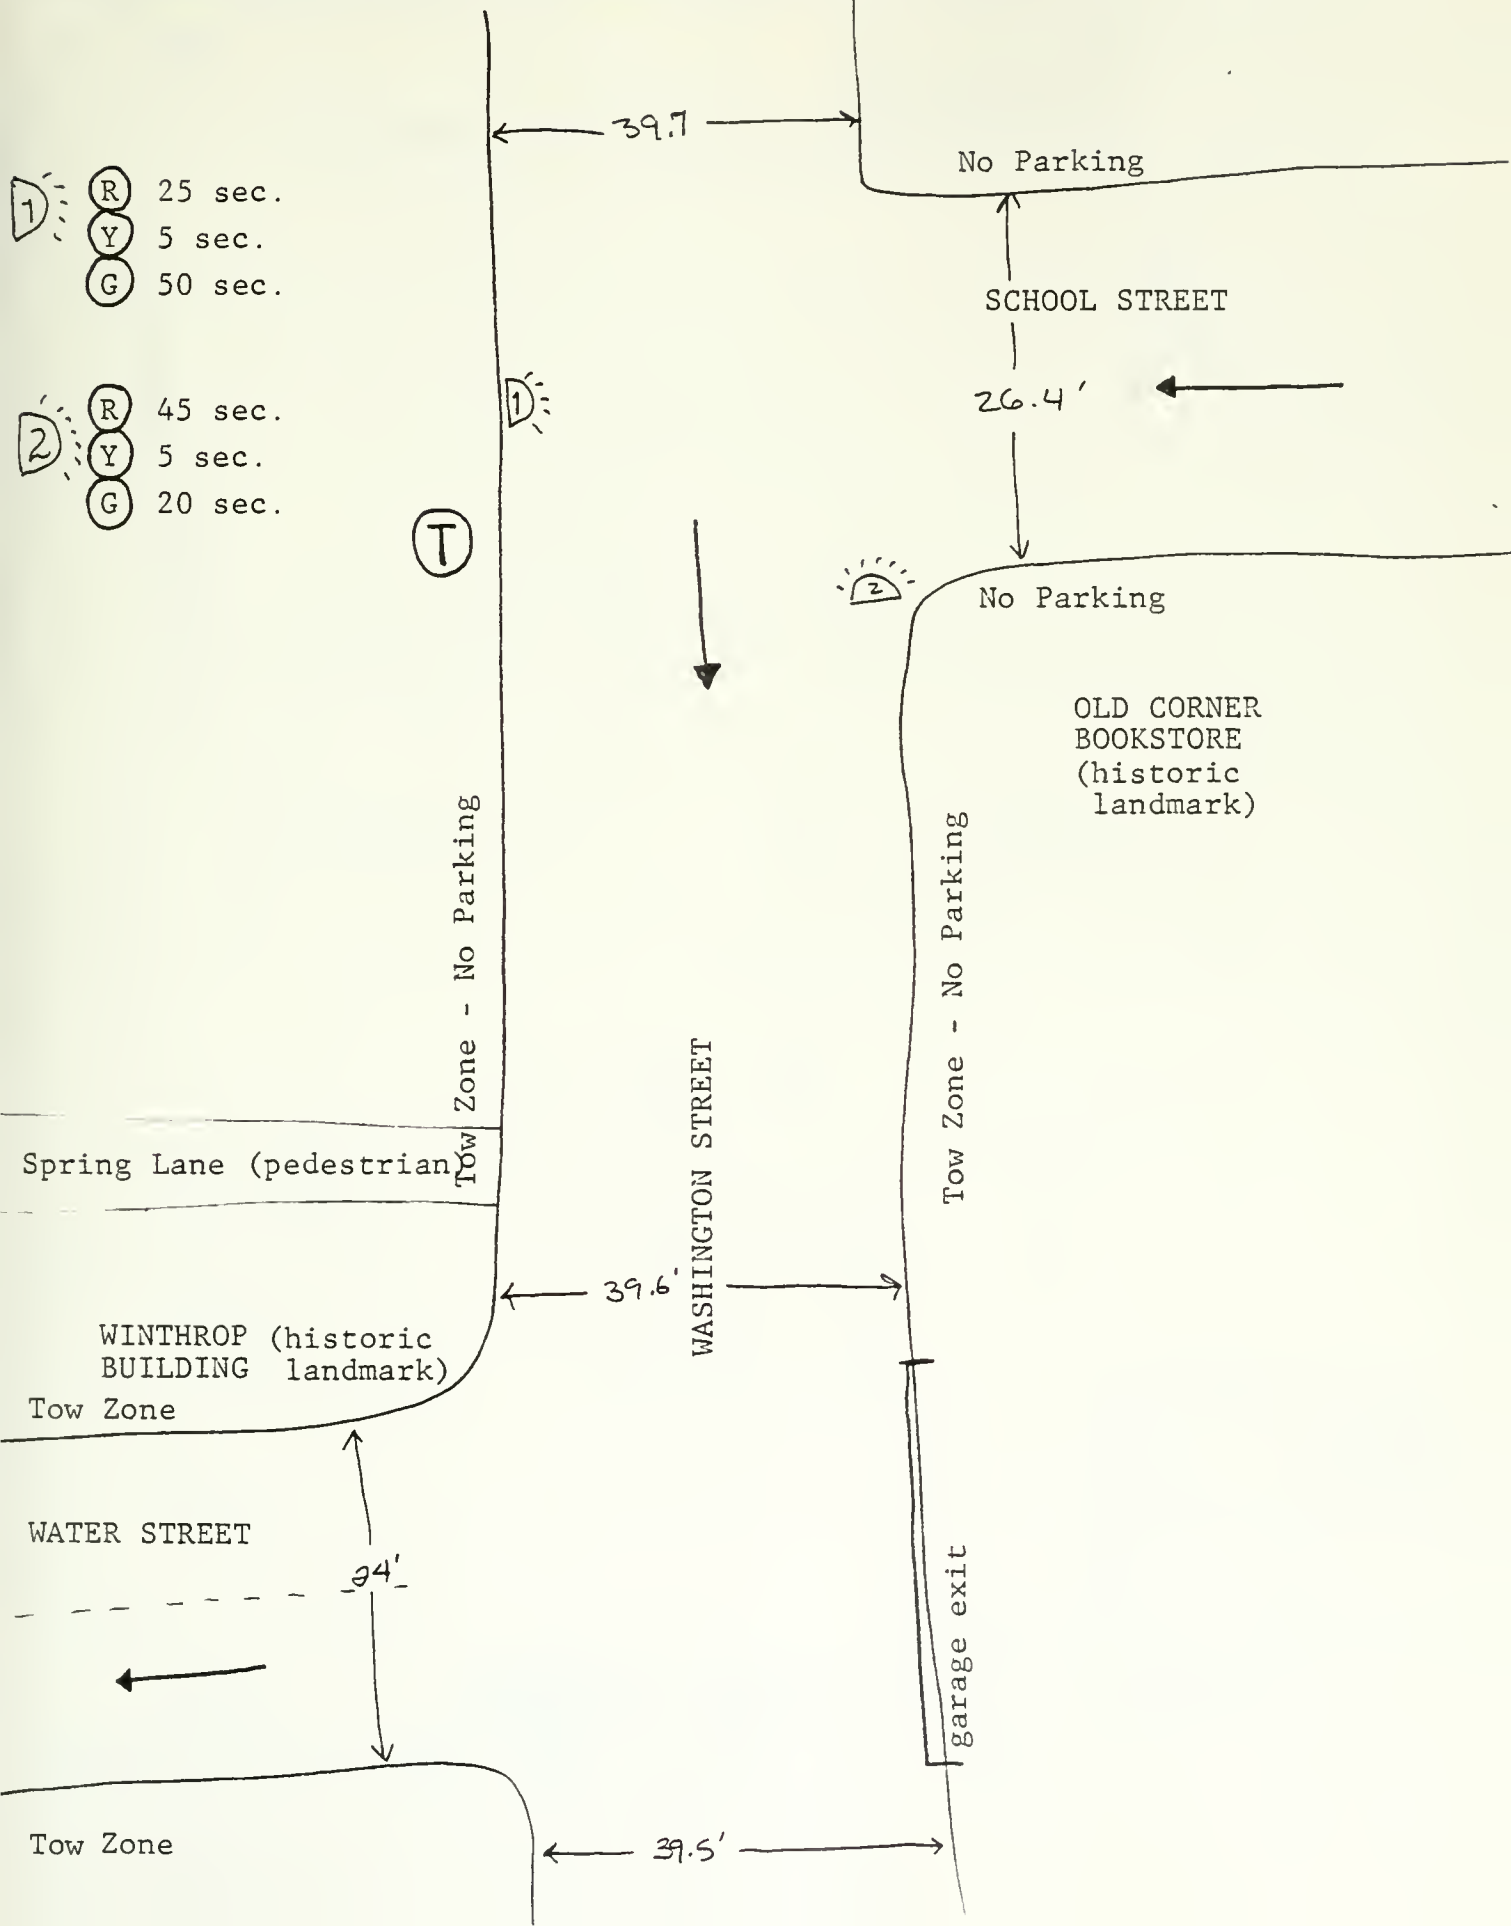 39.7
No Parking
1 R 25 sec.
Y 5 sec.
G 50 sec.
SCHOOL STREET
26.4'
1
2 R 45 sec.
Y 5 sec.
G 20 sec.
T
2
No Parking
OLD CORNER
BOOKSTORE
(historic
landmark)
Tow Zone - No Parking
Tow Zone - No Parking
WASHINGTON STREET
Spring Lane (pedestrian)
39.6'
WINTHROP (historic
BUILDING landmark)
Tow Zone
WATER STREET
24'
garage exit
Tow Zone
39.5'